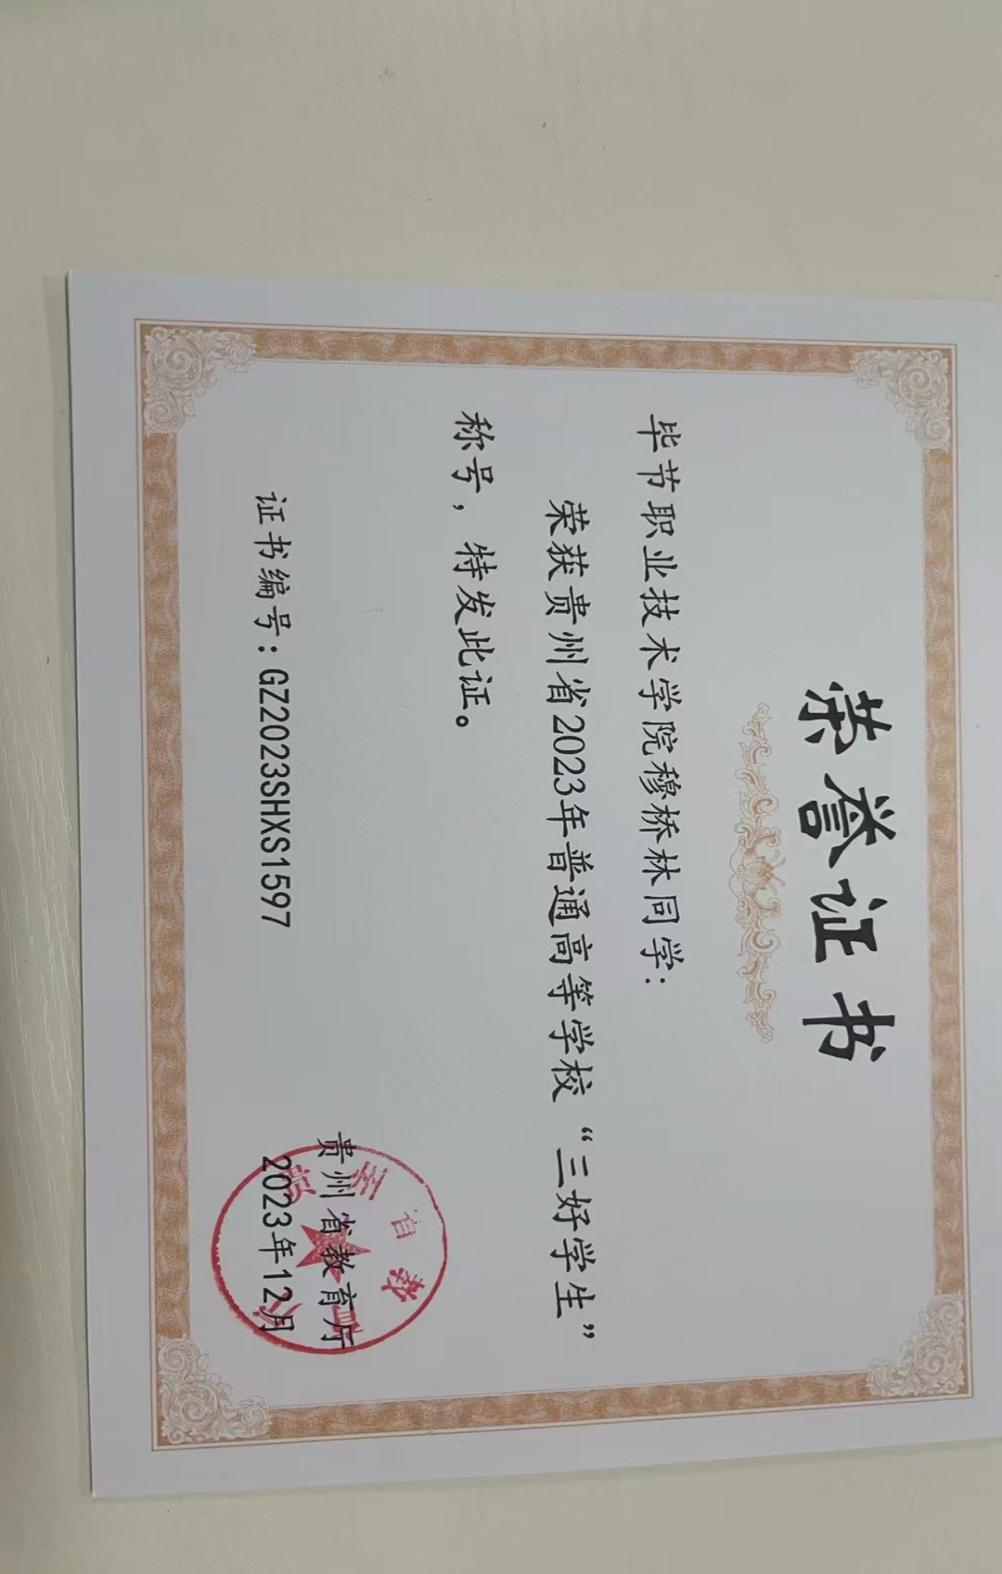 荣誉证书
毕节职业技术学院穆桥林同学：
荣获贵州省2023年普通高等学校“三好学生”
称号，特发此证。
证书编号：GZ2023SHXS1597
贵州省教育厅
2023年12月